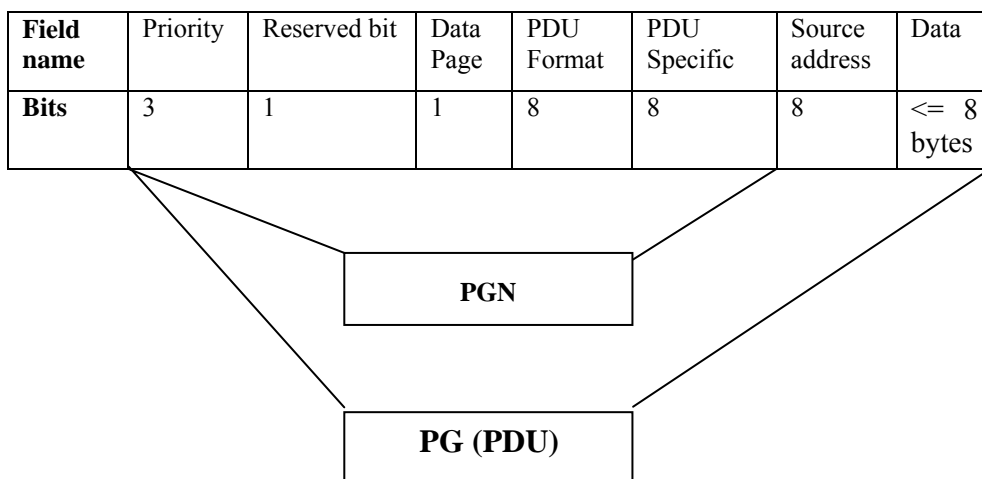 Field Priority Reserved bit Data PDU PDU Source Data
name Page Format Specific address
Bits 3 1 1 8 8 8 <= 8
bytes
PGN
PG (PDU)